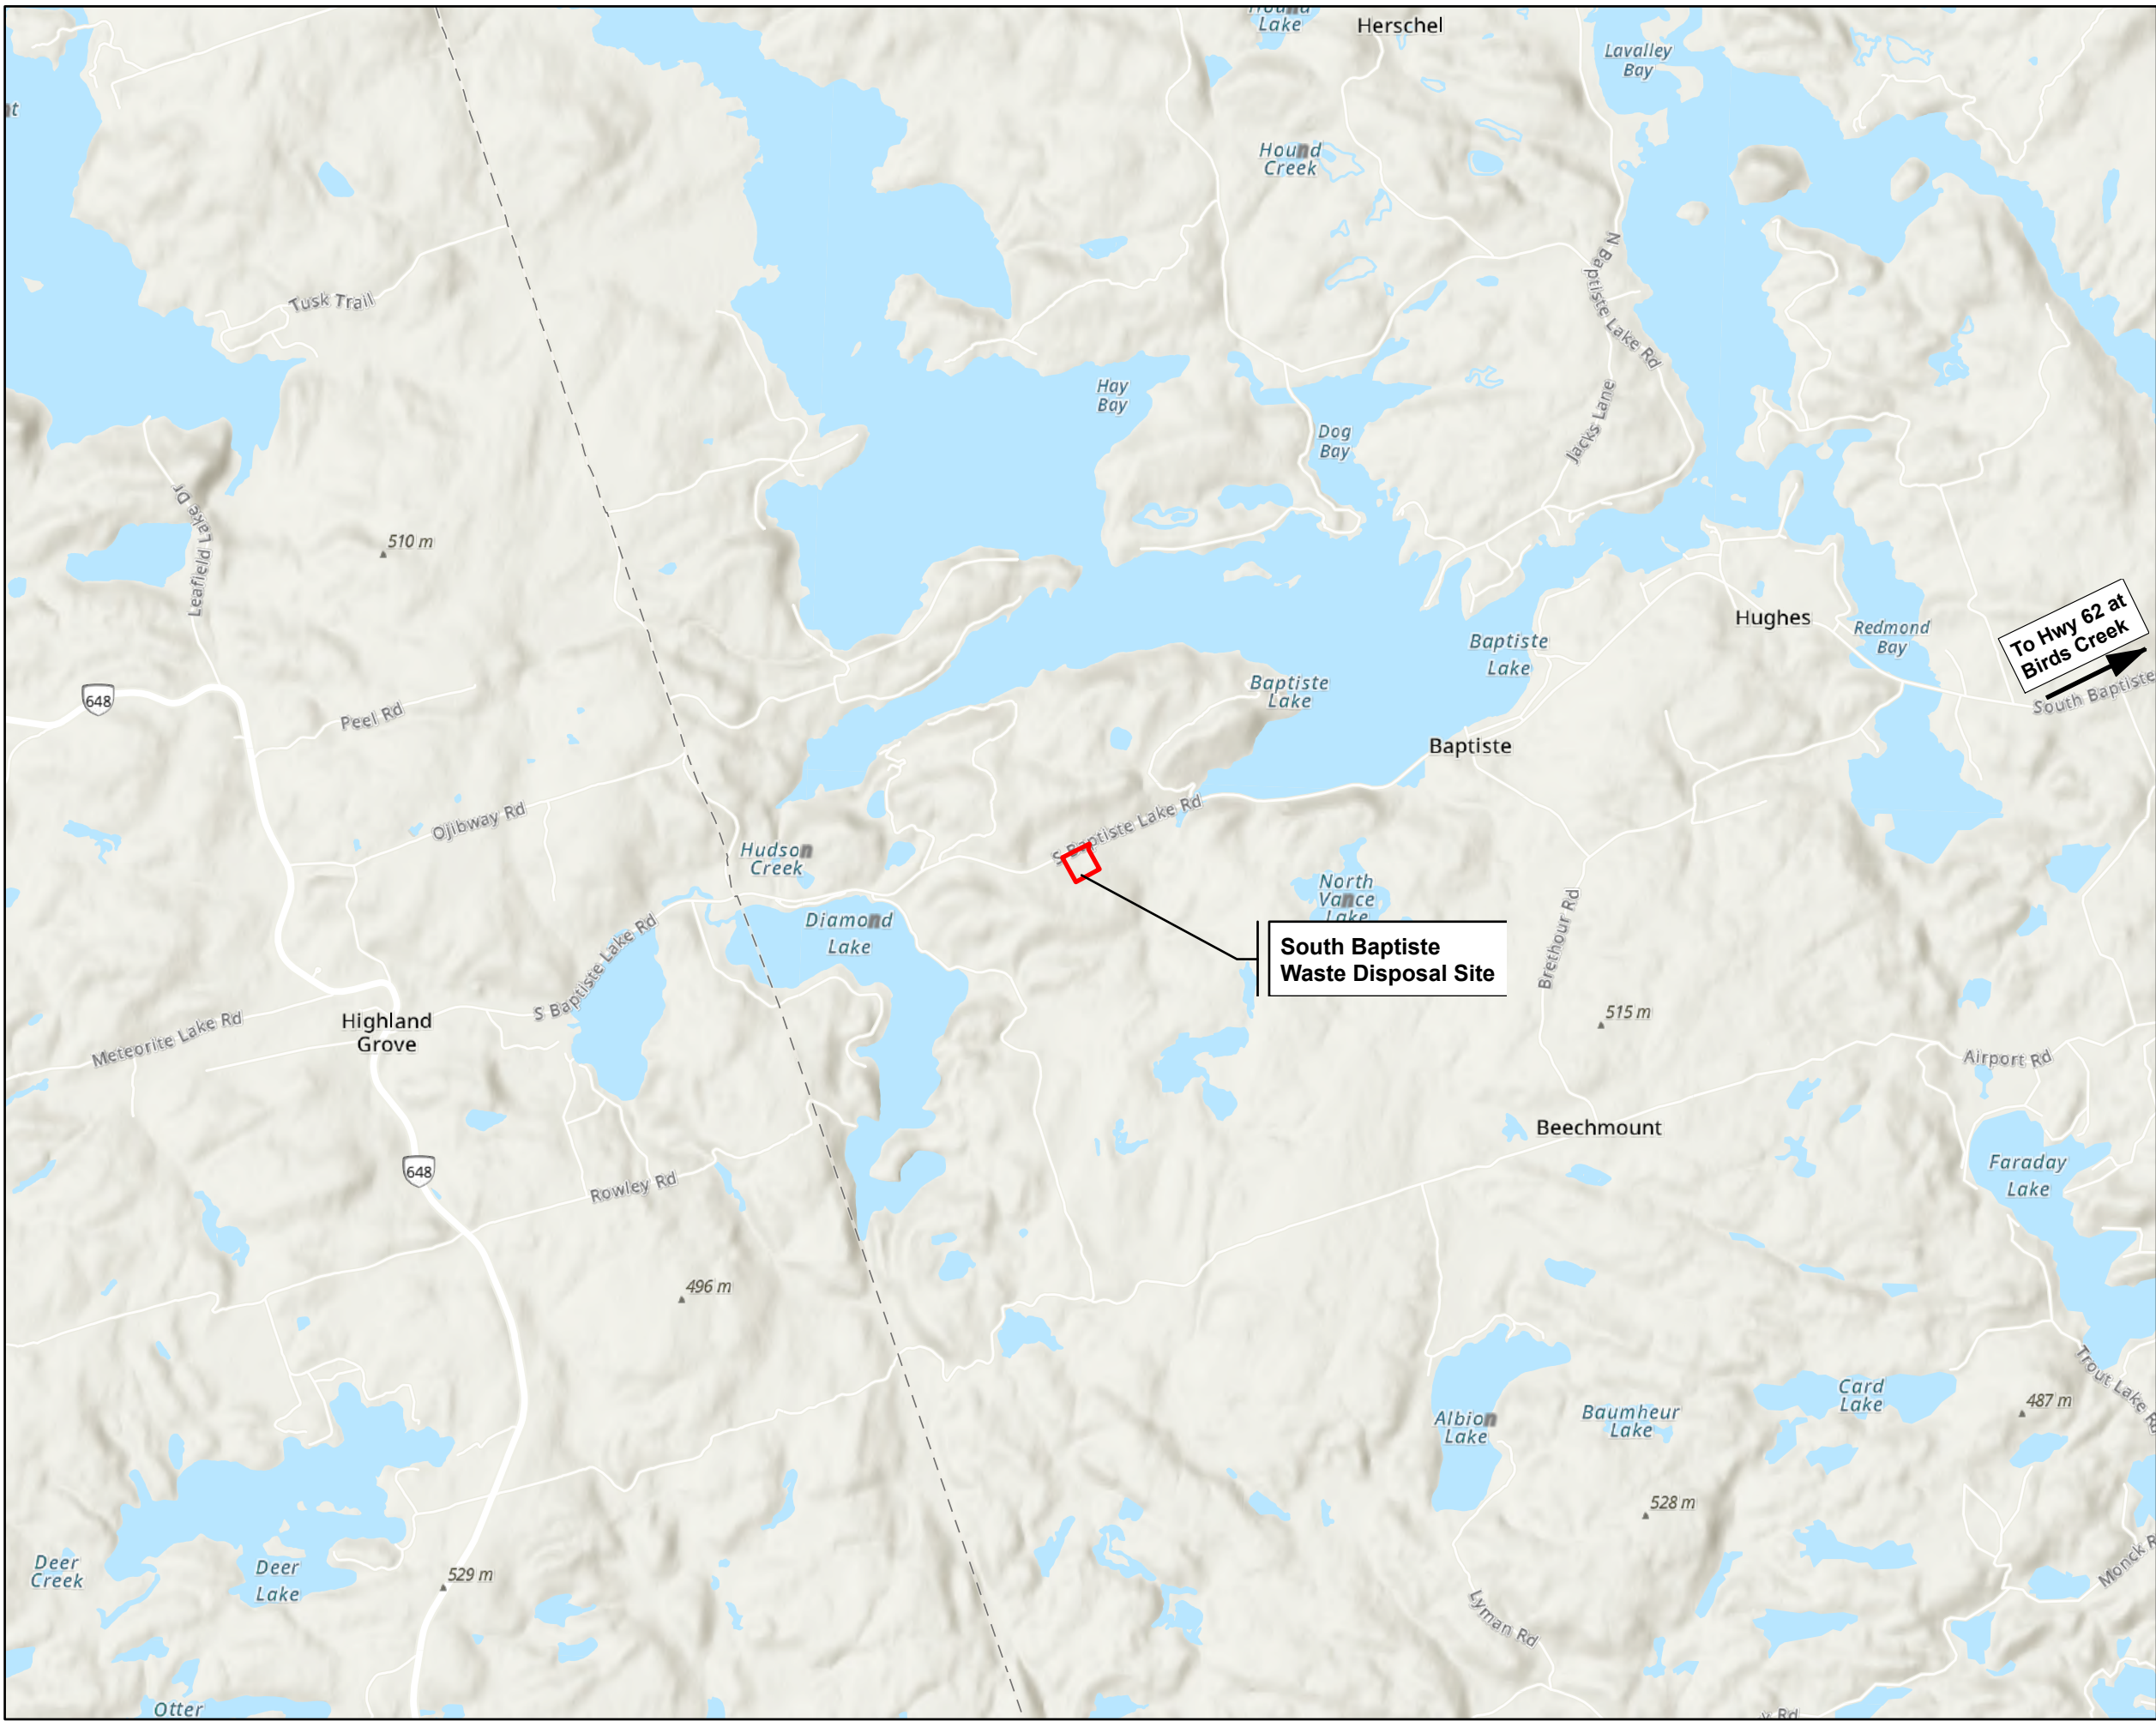 Lake
Herschel
Lavalley
Bay
Hound
Creek
N Baptiste Lake Rd
Tusk Trail
Hay
Bay
Dog
Bay
Jacks Lane
Leafield Lake Dr
510 m
To Hwy 62 at
Birds Creek
South Baptiste
Hughes
Redmond
Bay
Baptiste
Lake
Baptiste
Lake
648
Peel Rd
Baptiste
Ojibway Rd
S Baptiste Lake Rd
Hudson
Creek
North
Vance
Lake
Diamond
Lake
South Baptiste
Waste Disposal Site
Brethour Rd
S Baptiste Lake Rd
515 m
Highland
Grove
Meteorite Lake Rd
Airport Rd
Beechmount
648
Faraday
Lake
Rowley Rd
496 m
Trout Lake Rd
Card
Lake
487 m
Albion
Lake
Baumheur
Lake
528 m
Deer
Creek
Deer
Lake
529 m
Monck R
Lyman Rd
Otter
Rd